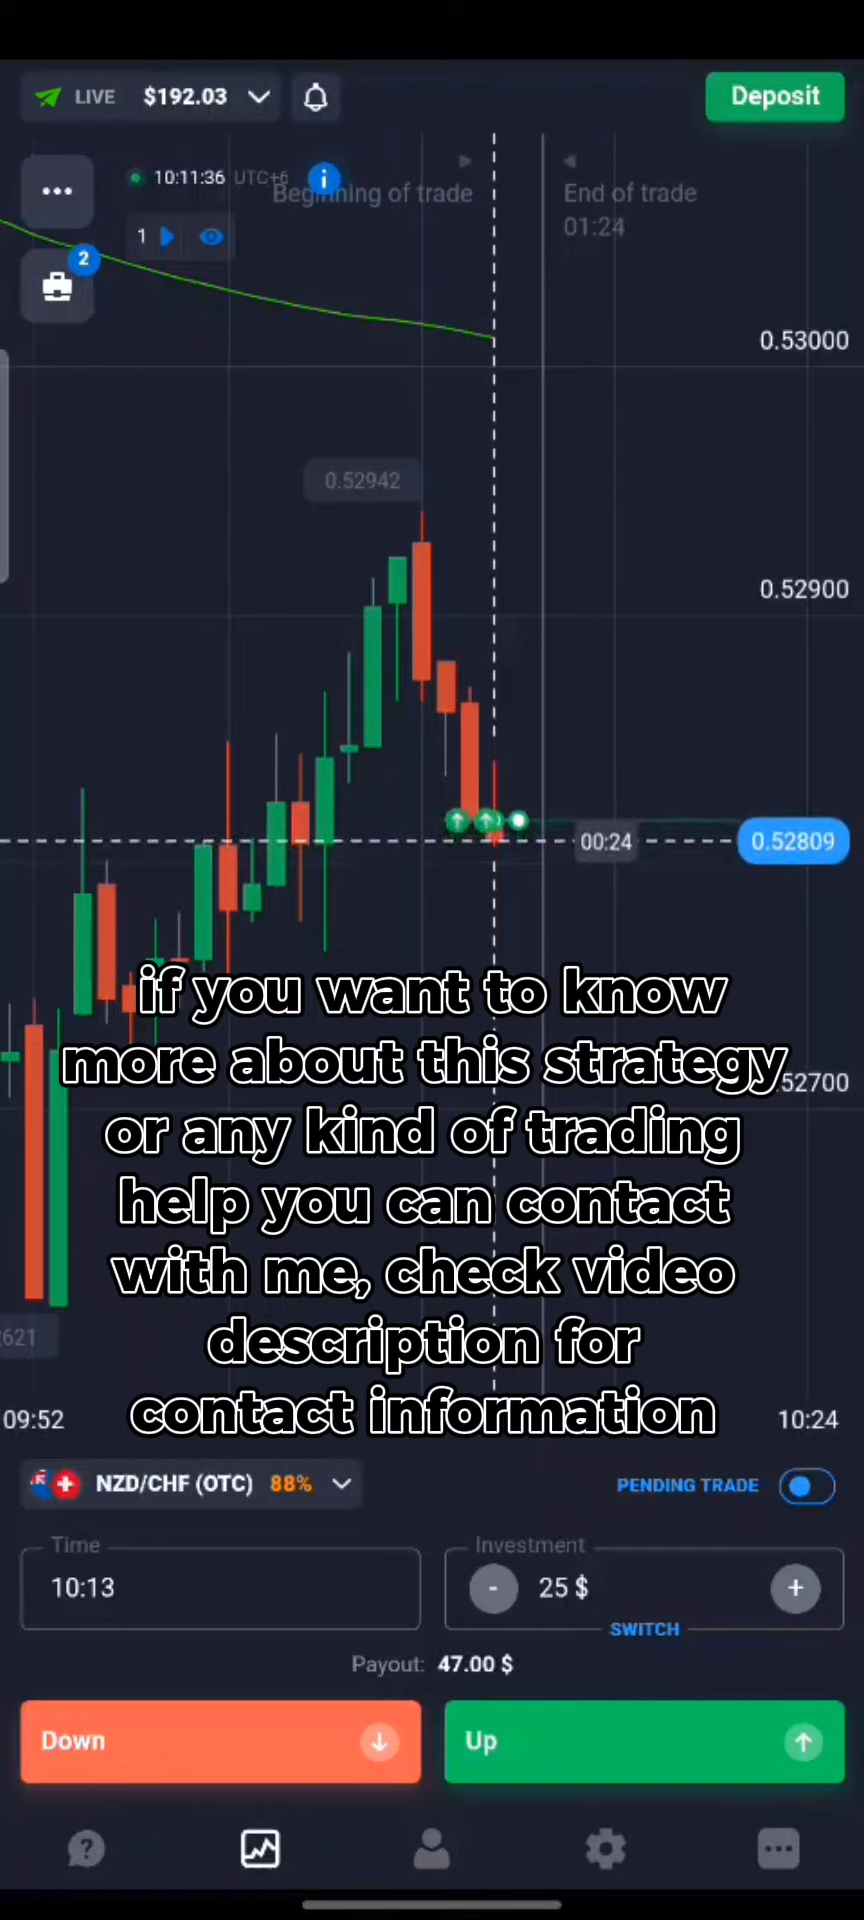 LIVE $192.03
Deposit
10:11:36 UTC+6
Beginning of trade
End of trade
01:24
1
2
0.53000
0.52942
0.52900
00:24
0.52809
if you want to know
more about this strategy
52700
or any kind of trading
help you can contact
with me, check video
description for
2621
contact information
09:52
10:24
NZD/CHF (OTC) 88%
PENDING TRADE
Time
10:13
Investment
- 25 $ +
SWITCH
Payout: 47.00 $
Down
Up